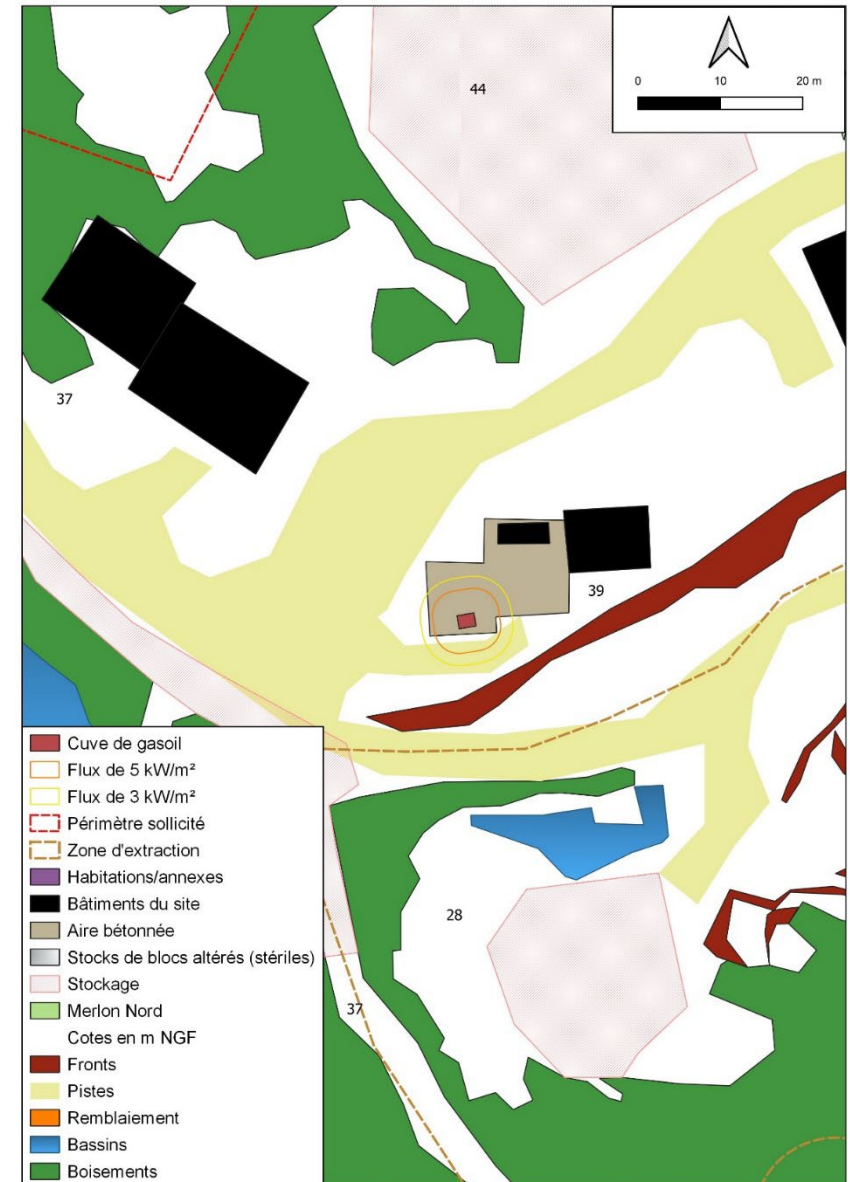 44
0 10 20 m
37
39
28
37
Cuve de gasoil
Flux de 5 kW/m²
Flux de 3 kW/m²
Périmètre sollicité
Zone d'extraction
Habitations/annexes
Bâtiments du site
Aire bétonnée
Stocks de blocs altérés (stériles)
Stockage
Merlon Nord
Cotes en m NGF
Fronts
Pistes
Remblaiement
Bassins
Boisements